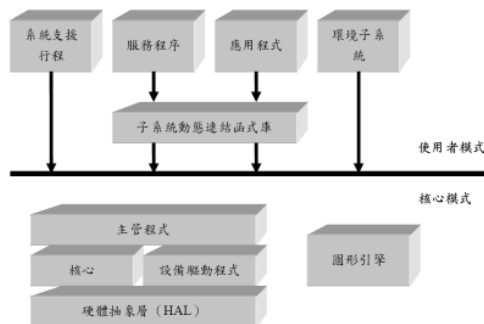 系統支援
行程
服務程序
應用程式
環境子系
統
子系統動態連結函式庫
使用者模式
核心模式
主管程式
核心
設備驅動程式
圖形引擎
硬體抽象層（HAL）